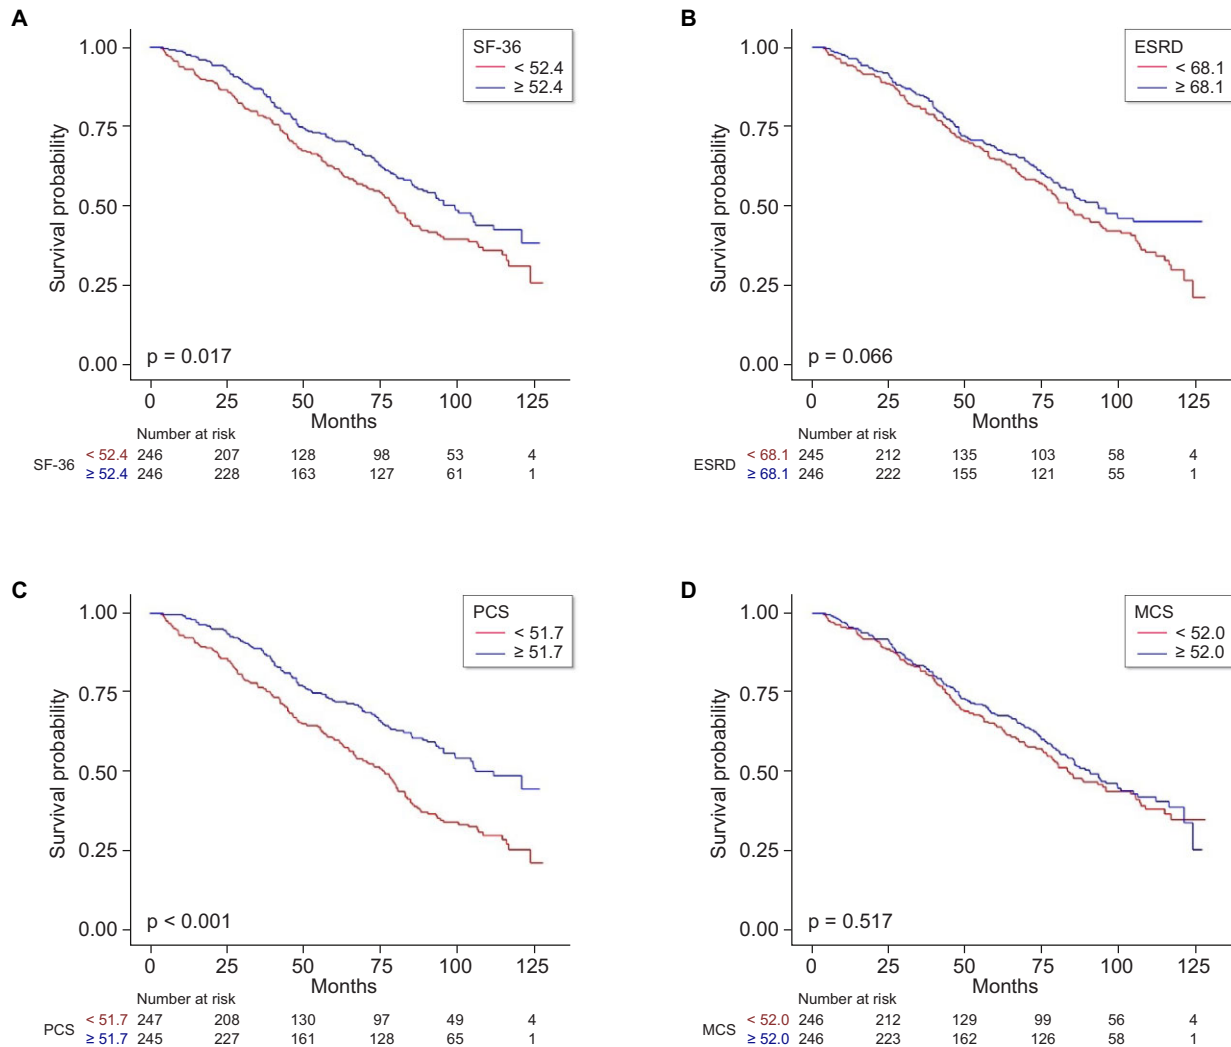 A
SF-36
< 52.4
≥ 52.4
Survival probability
1.00
0.75
0.50
0.25
0.00
p = 0.017
0 25 50 75 100 125
Months
Number at risk
SF-36
< 52.4 246 207 128 98 53 4
≥ 52.4 246 228 163 127 61 1
B
ESRD
< 68.1
≥ 68.1
Survival probability
1.00
0.75
0.50
0.25
0.00
p = 0.066
0 25 50 75 100 125
Months
Number at risk
ESRD
< 68.1 245 212 135 103 58 4
≥ 68.1 246 222 155 121 55 1
C
PCS
< 51.7
≥ 51.7
Survival probability
1.00
0.75
0.50
0.25
0.00
p < 0.001
0 25 50 75 100 125
Months
Number at risk
PCS
< 51.7 247 208 130 97 49 4
≥ 51.7 245 227 161 128 65 1
D
MCS
< 52.0
≥ 52.0
Survival probability
1.00
0.75
0.50
0.25
0.00
p = 0.517
0 25 50 75 100 125
Months
Number at risk
MCS
< 52.0 246 212 129 99 56 4
≥ 52.0 246 223 162 126 58 1